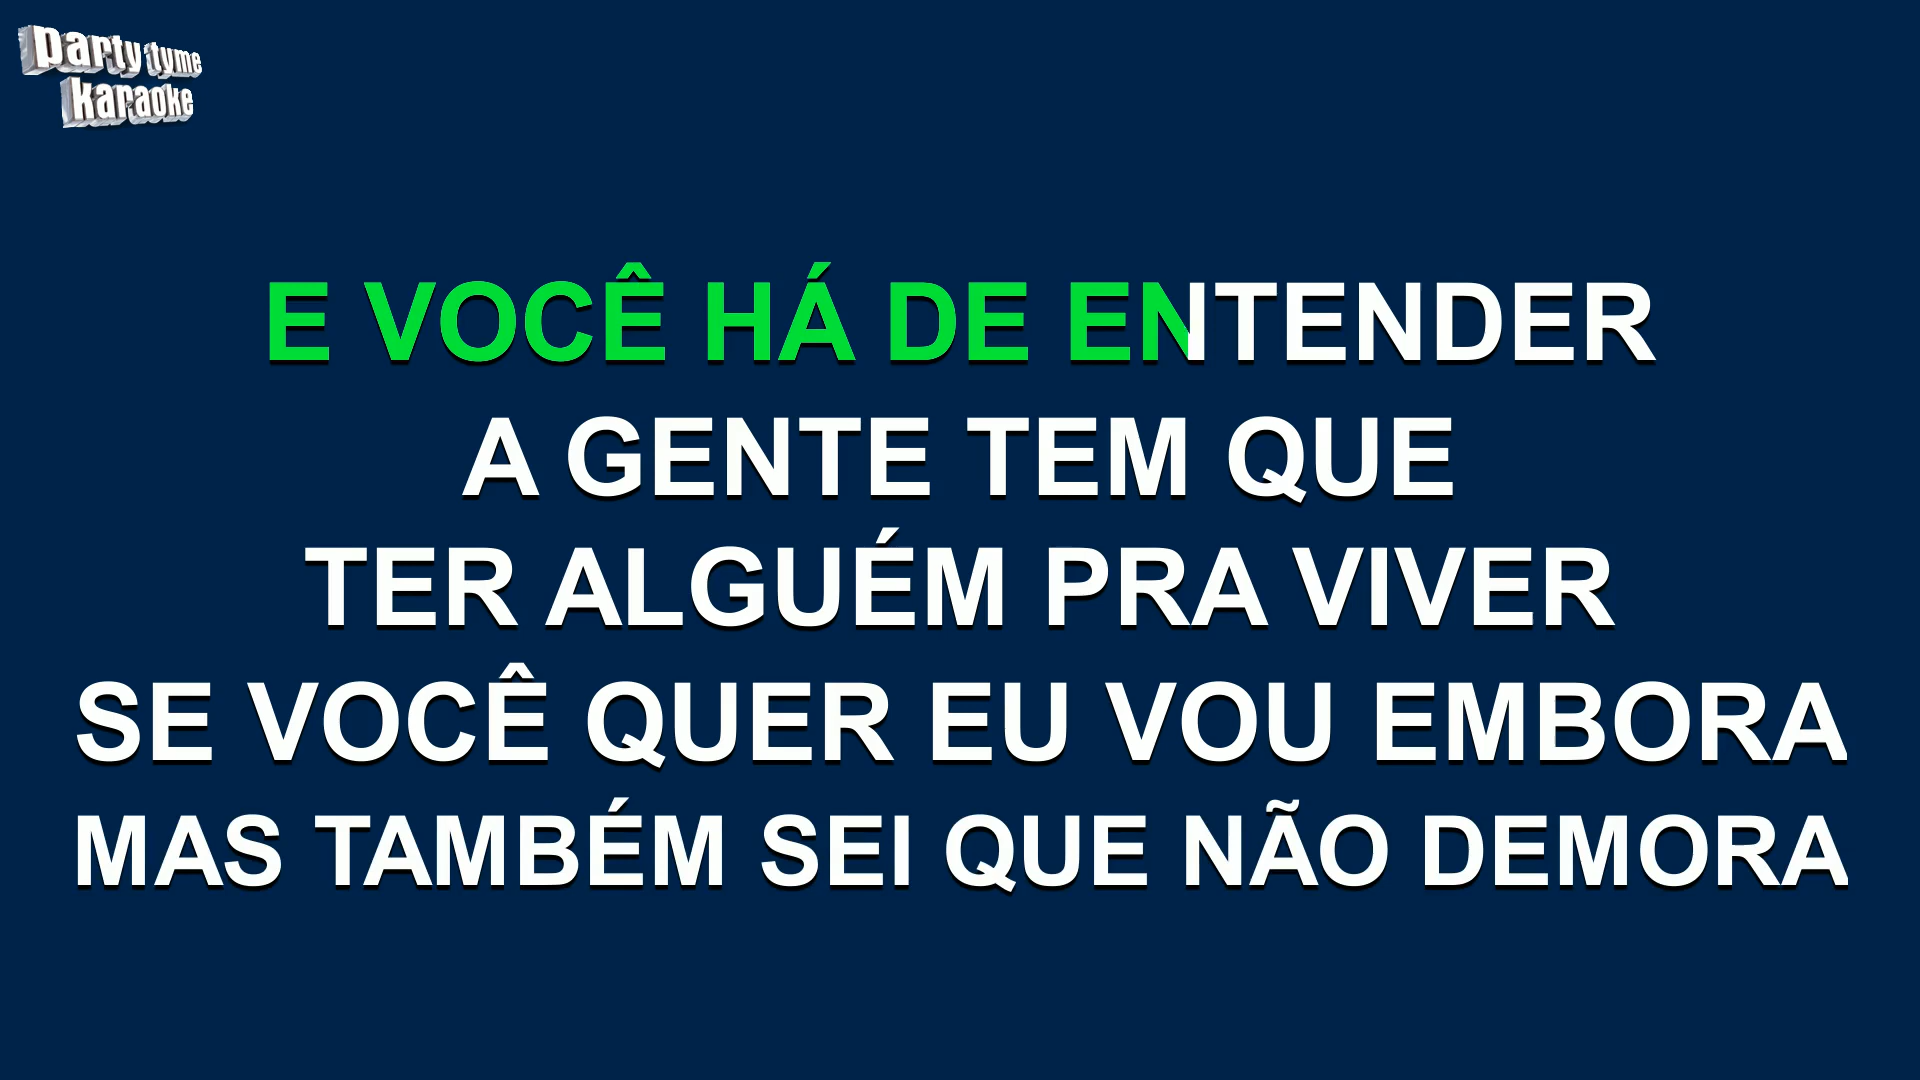 party tyme
karaoke
E VOCÊ HÁ DE ENTENDER
A GENTE TEM QUE
TER ALGUÉM PRA VIVER
SE VOCÊ QUER EU VOU EMBORA
MAS TAMBÉM SEI QUE NÃO DEMORA